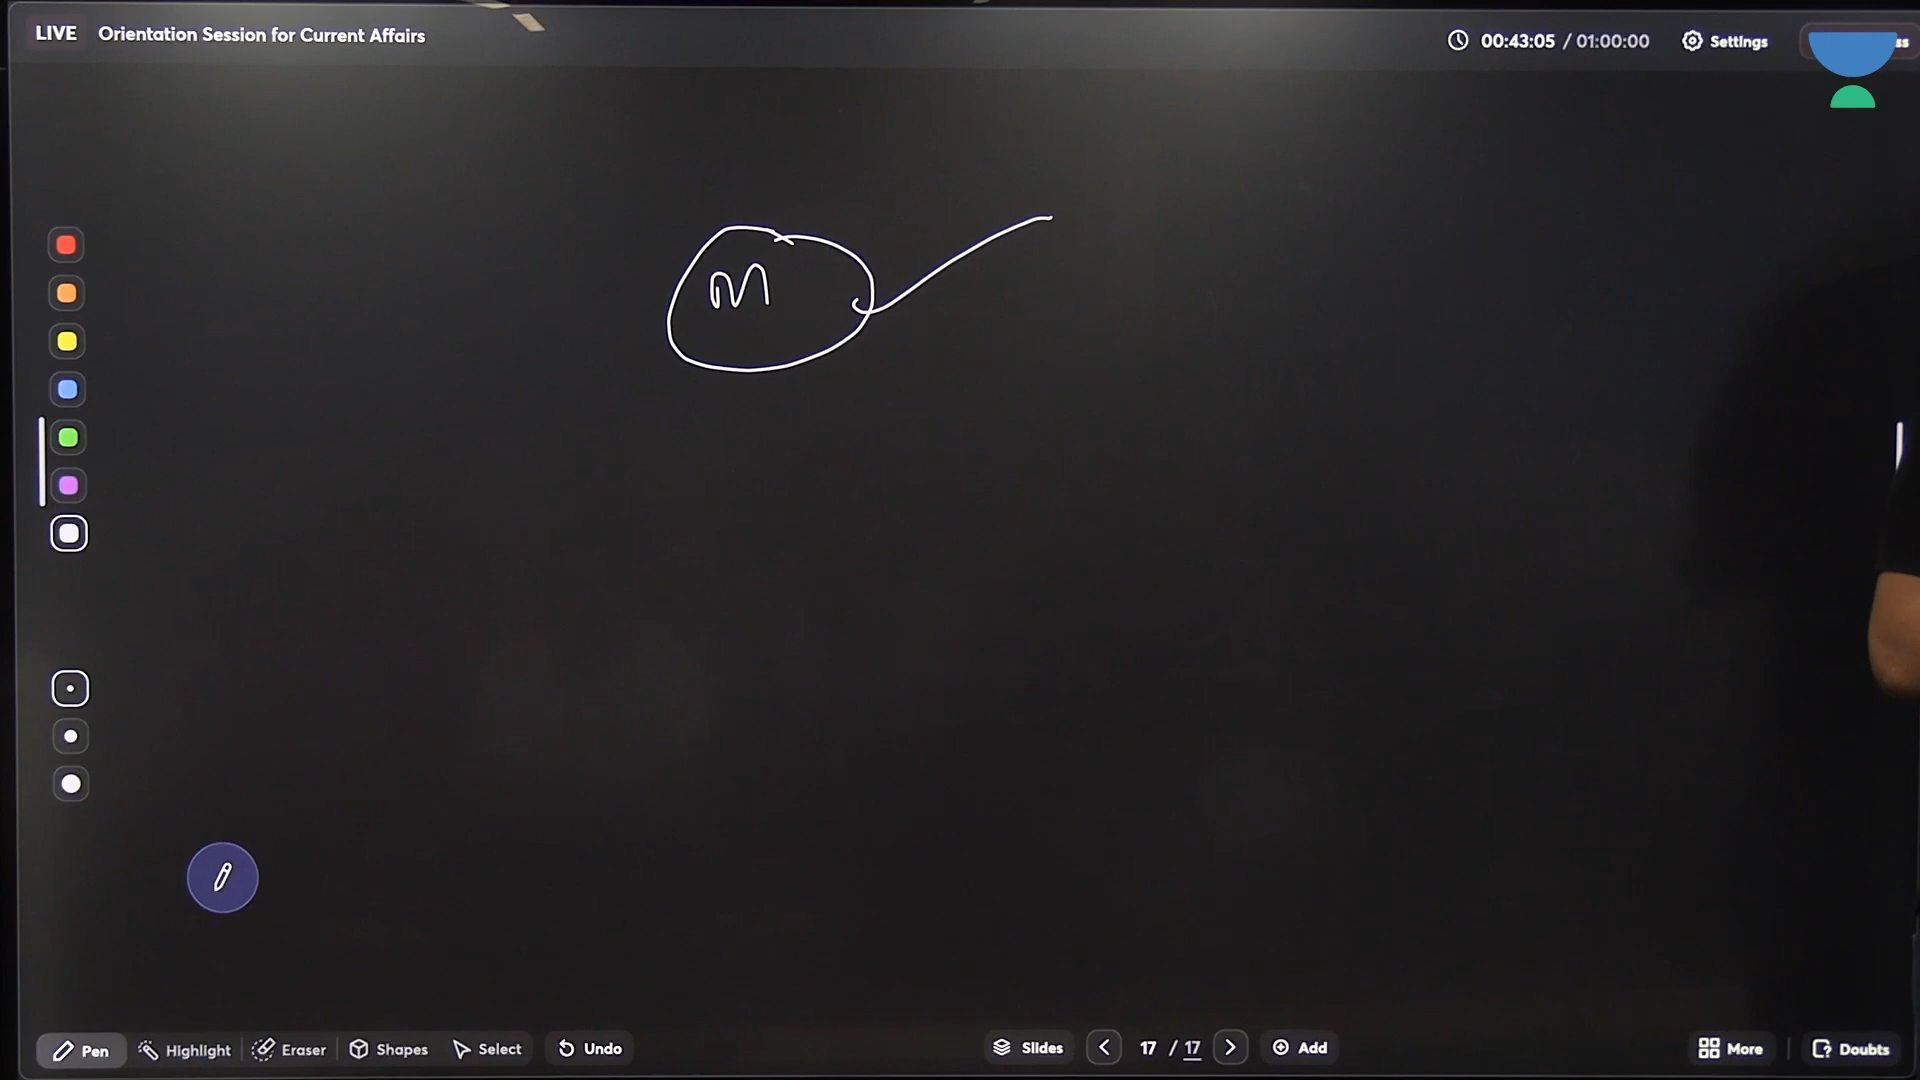 LIVE Orientation Session for Current Affairs 00:43:05 / 01:00:00 Settings
M
Pen Highlight Eraser Shapes Select Undo Slides 17 / 17 Add More Doubts